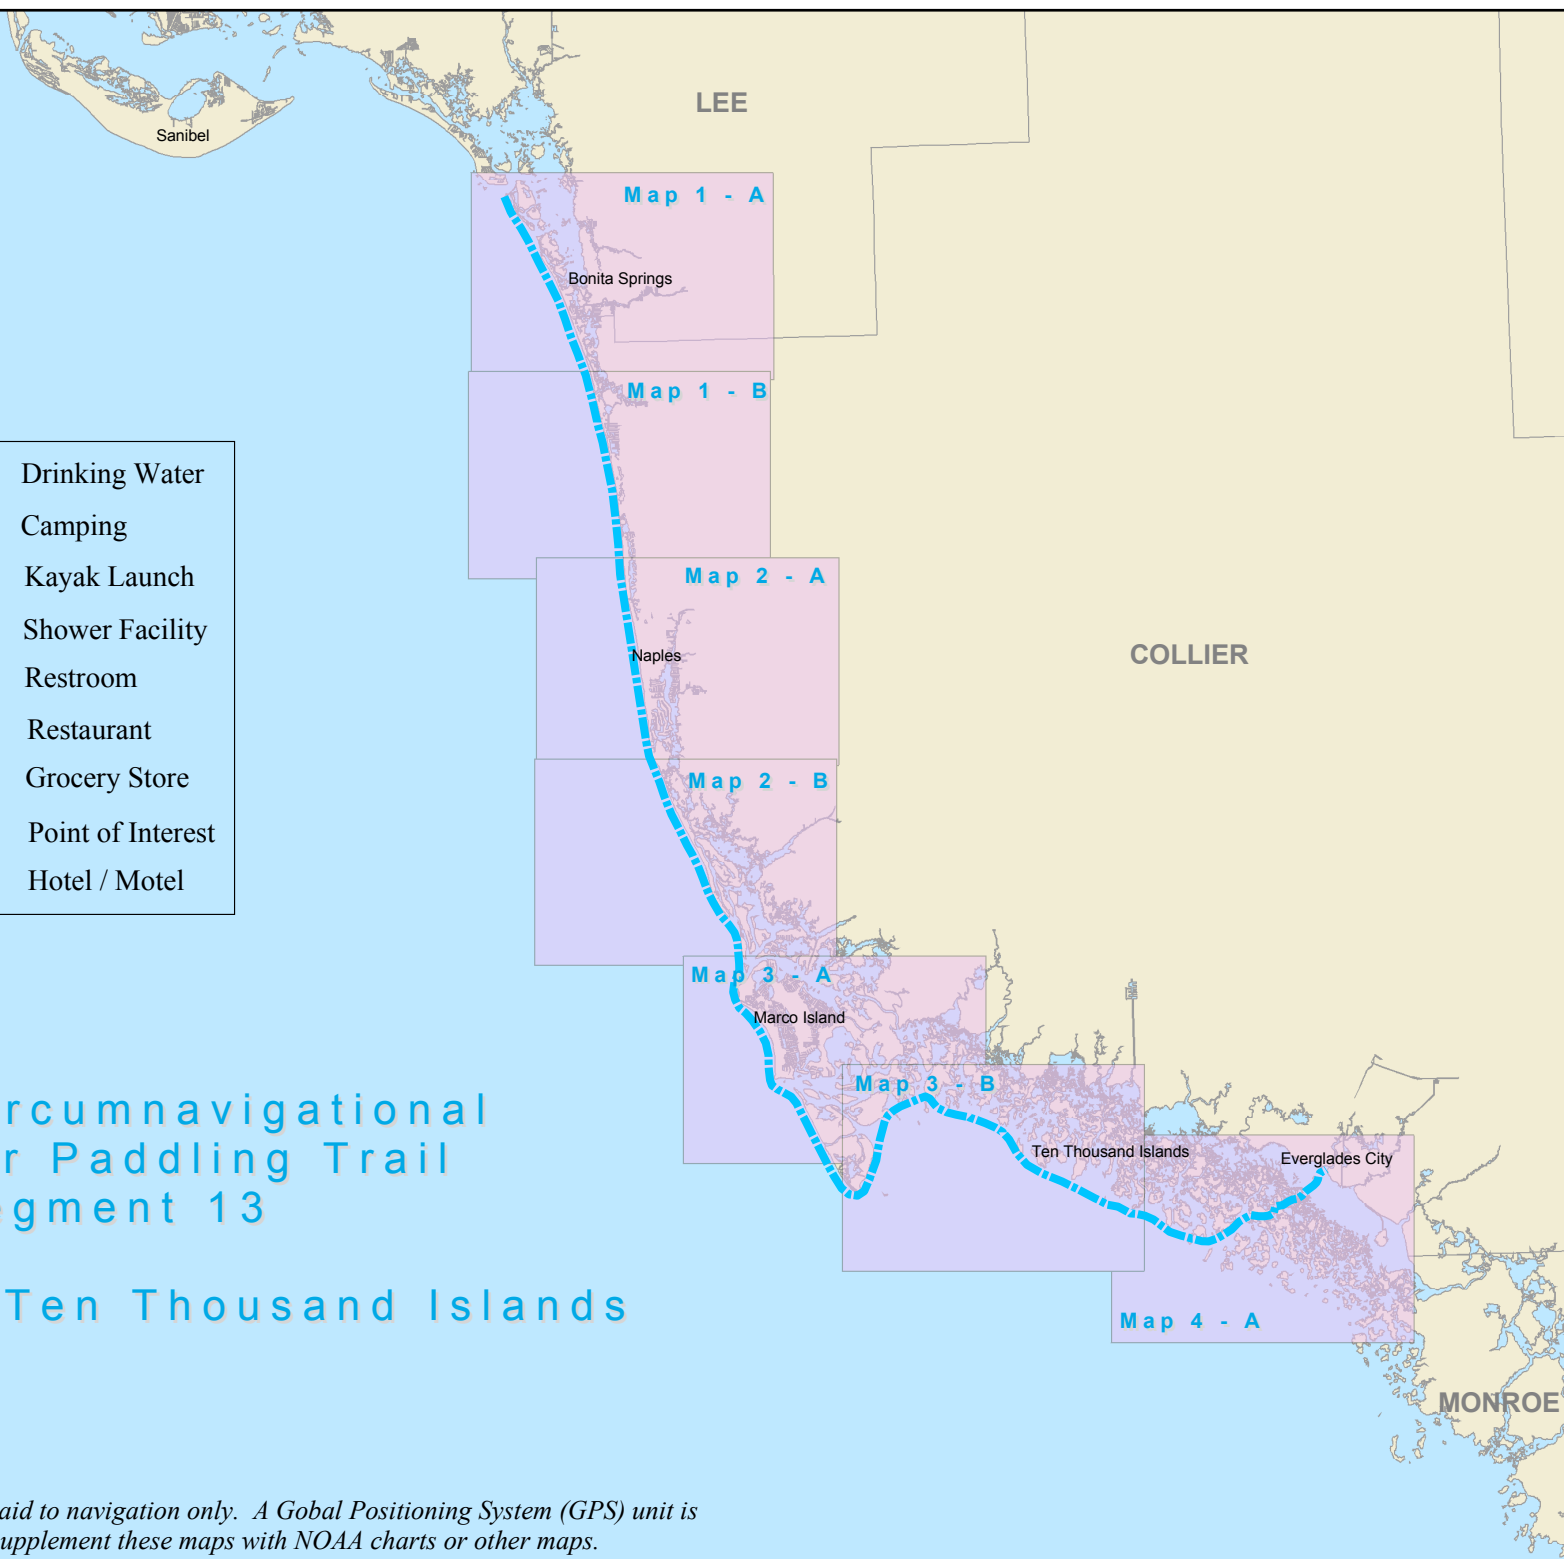 LEE
Sanibel
Map 1 - A
Bonita Springs
Map 1 - B
Drinking Water
Camping
Kayak Launch
Shower Facility
Restroom
Restaurant
Grocery Store
Point of Interest
Hotel / Motel
Map 2 - A
Naples
COLLIER
Map 2 - B
Map 3 - A
Marco Island
Map 3 - B
Ten Thousand Islands
Everglades City
Map 4 - A
MONROE
rcumnavigational
r Paddling Trail
gment 13
Ten Thousand Islands
aid to navigation only. A Gobal Positioning System (GPS) unit is
upplement these maps with NOAA charts or other maps.